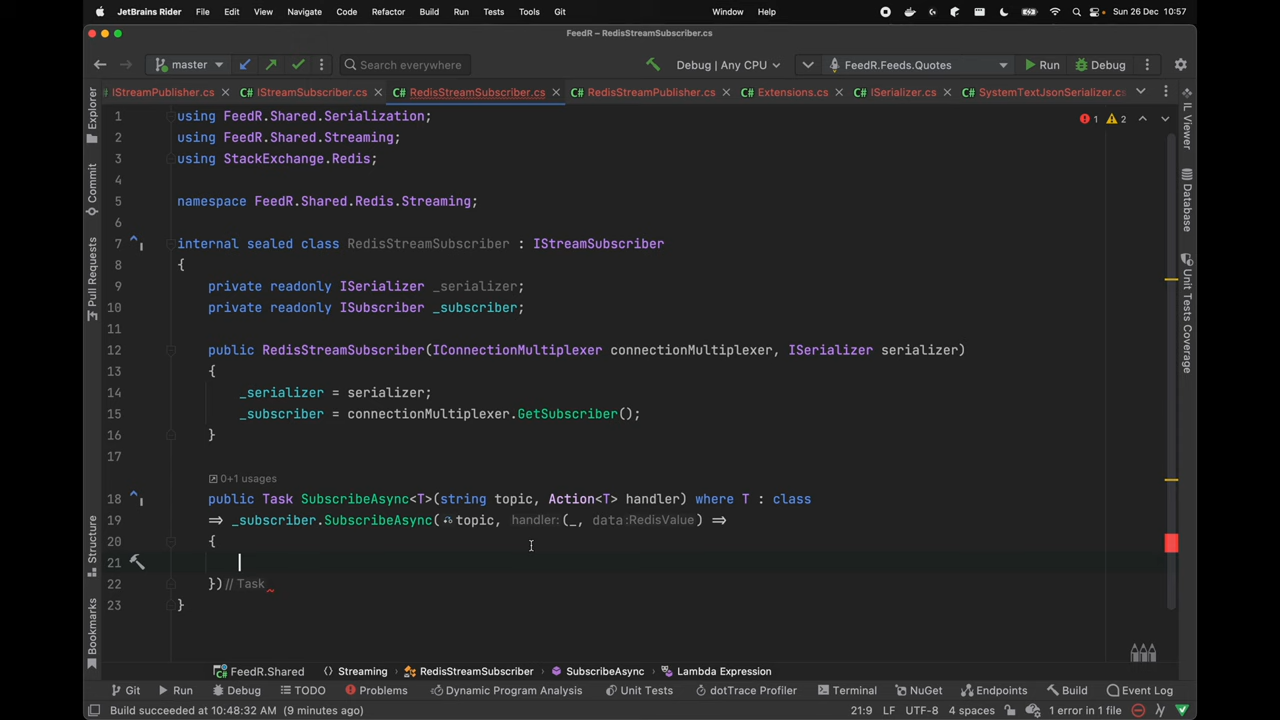 JetBrains Rider File Edit View Navigate Code Refactor Build Run Tests Tools Git Window Help Sun 26 Dec 10:57
FeedR – RedisStreamSubscriber.cs
master Search everywhere Debug | Any CPU FeedR.Feeds.Quotes Run Debug
IStreamPublisher.cs C# IStreamSubscriber.cs C# RedisStreamSubscriber.cs C# RedisStreamPublisher.cs C# Extensions.cs C# ISerializer.cs C# SystemTextJsonSerializer.cs
Explorer
Commit
Pull Requests
Structure
Bookmarks
1 using FeedR.Shared.Serialization; 1 2
2 using FeedR.Shared.Streaming;
3 using StackExchange.Redis;
4
5 namespace FeedR.Shared.Redis.Streaming;
6
7 internal sealed class RedisStreamSubscriber : IStreamSubscriber
8 {
9 private readonly ISerializer _serializer;
10 private readonly ISubscriber _subscriber;
11
12 public RedisStreamSubscriber(IConnectionMultiplexer connectionMultiplexer, ISerializer serializer)
13 {
14 _serializer = serializer;
15 _subscriber = connectionMultiplexer.GetSubscriber();
16 }
17
0+1 usages
18 public Task SubscribeAsync<T>(string topic, Action<T> handler) where T : class
19 => _subscriber.SubscribeAsync(topic, handler:(_, data:RedisValue) =>
20 {
21
22 })// Task
23 }
IL Viewer
Database
Unit Tests Coverage
FeedR.Shared Streaming RedisStreamSubscriber SubscribeAsync Lambda Expression
Git Run Debug TODO Problems Dynamic Program Analysis Unit Tests dotTrace Profiler Terminal NuGet Endpoints Build Event Log
Build succeeded at 10:48:32 AM (9 minutes ago) 21:9 LF UTF-8 4 spaces 1 error in 1 file